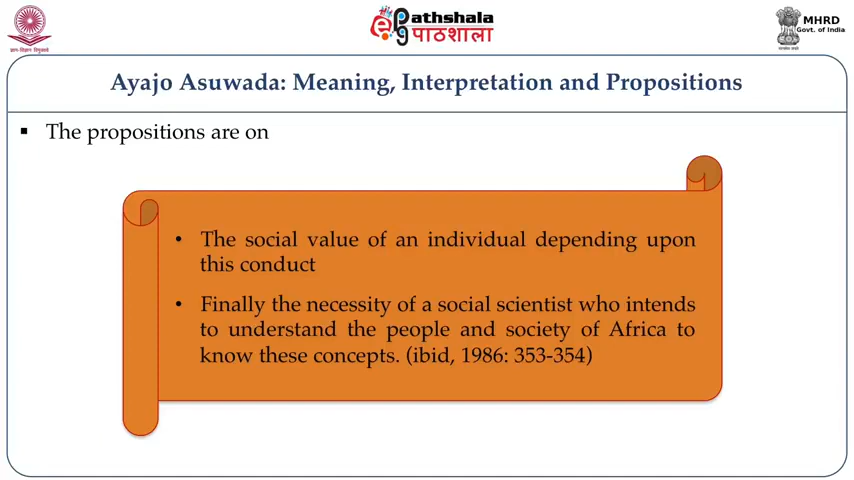 ePathshala
पाठशाला
MHRD
Govt. of India
Ayajo Asuwada: Meaning, Interpretation and Propositions
▪ The propositions are on
• The social value of an individual depending upon
this conduct
• Finally the necessity of a social scientist who intends
to understand the people and society of Africa to
know these concepts. (ibid, 1986: 353-354)